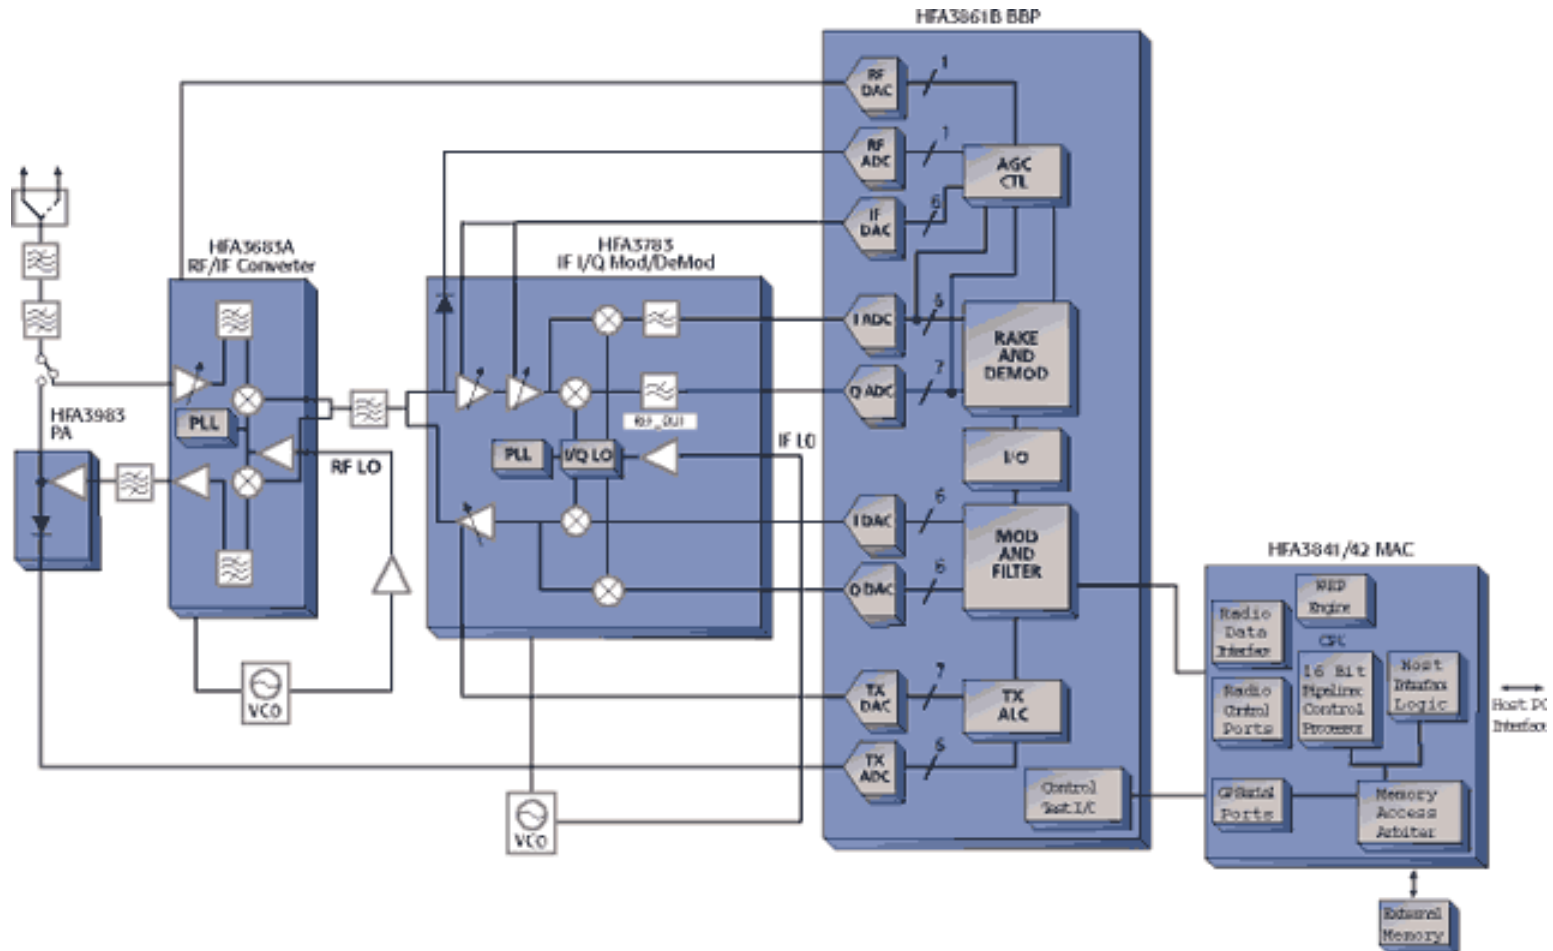 HFA3861B BBP
RF
DAC
1
RF
ADC
1
AGC
CTL
IF
DAC
6
HFA3683A
RF/IF Converter
HFA3783
IF I/Q Mod/DeMod
I ADC
6
RAKE
AND
DEMOD
Q ADC
7
HFA3983
PA
PLL
RF LO
PLL
I/Q LO
IF LO
I/O
I DAC
6
MOD
AND
FILTER
Q DAC
6
VCO
TX
DAC
7
TX
ALC
TX
ADC
6
VCO
Control
Test I/C
HFA3841/42 MAC
WEP
Engine
Radio
Data
Interface
CPU
16 Bit
Pipelined
Control
Processor
Host
Interface
Logic
Radio
Control
Ports
Host PC
Interface
Ports
Memory
Access
Arbiter
External
Memory